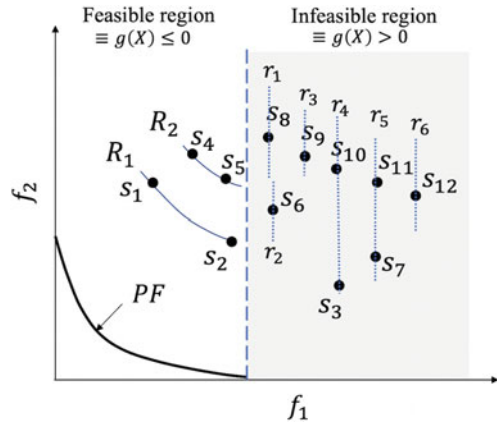 Feasible region
≡ g(X) ≤ 0
Infeasible region
≡ g(X) > 0
r₁
r₃
r₄
r₅
r₆
R₂
s₄
s₅
R₁
s₁
s₂
s₈
s₉
s₁₀
s₁₁
s₁₂
s₆
r₂
s₇
s₃
f₂
PF
f₁